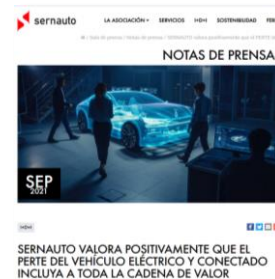 sernauto
LA ASOCIACIÓN SERVICIOS I+D+I SOSTENIBILIDAD
NOTAS DE PRENSA
SEP
2021
SERNAUTO VALORA POSITIVAMENTE QUE EL
PERTE DEL VEHÍCULO ELÉCTRICO Y CONECTADO
INCLUYA A TODA LA CADENA DE VALOR